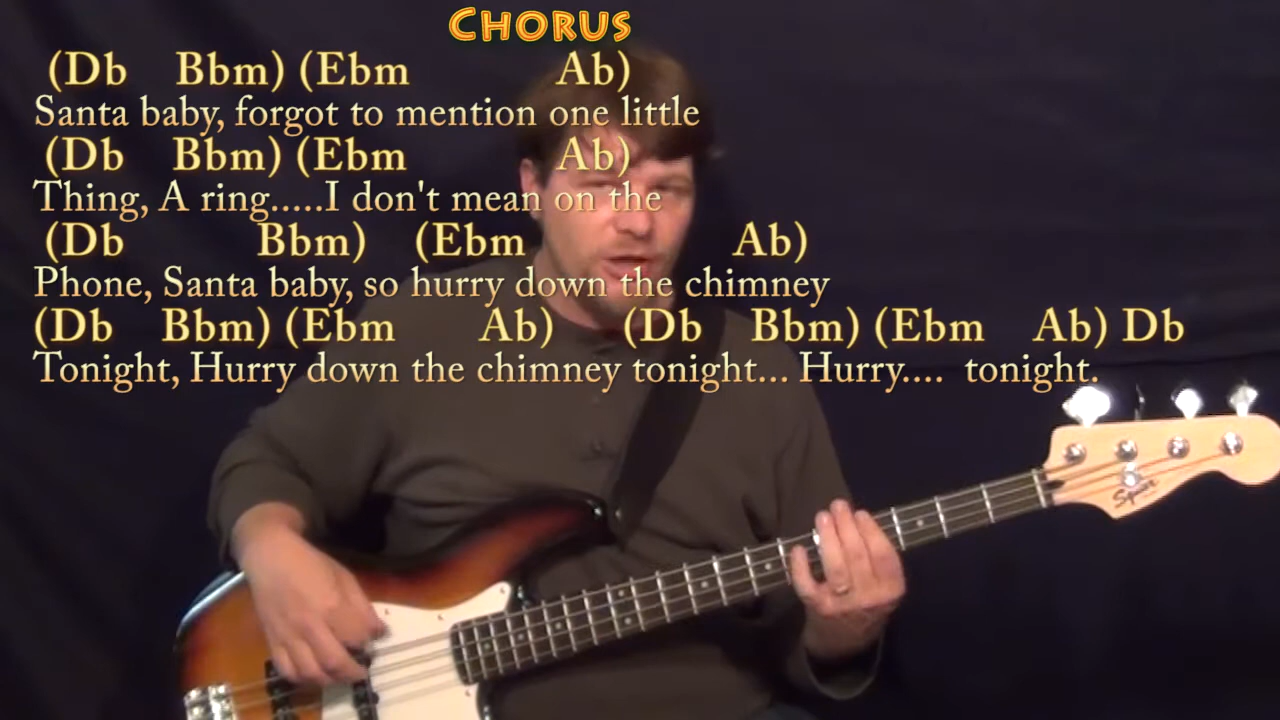 CHORUS
(Db Bbm) (Ebm Ab)
Santa baby, forgot to mention one little
(Db Bbm) (Ebm Ab)
Thing, A ring.....I don't mean on the
(Db Bbm) (Ebm Ab)
Phone, Santa baby, so hurry down the chimney
(Db Bbm) (Ebm Ab) (Db Bbm) (Ebm Ab) Db
Tonight, Hurry down the chimney tonight... Hurry.... tonight.
Squier